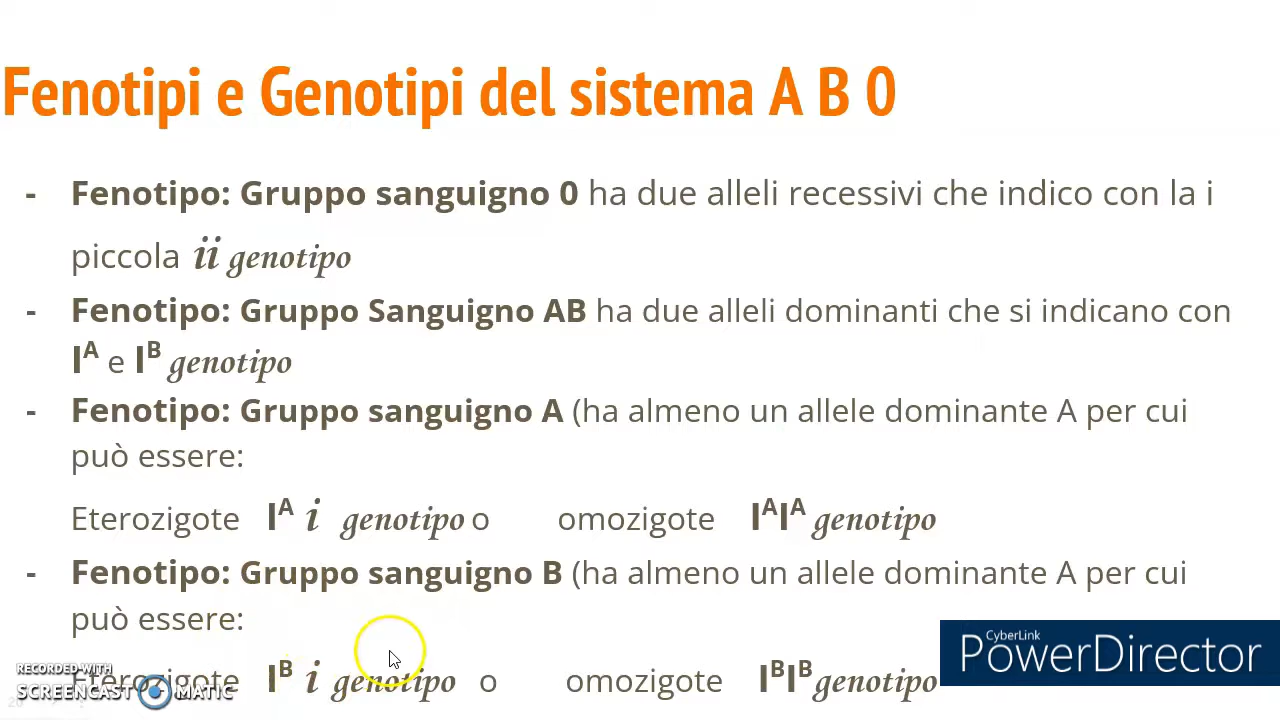 Fenotipi e Genotipi del sistema A B 0
- Fenotipo: Gruppo sanguigno 0 ha due alleli recessivi che indico con la i
piccola ii genotipo
- Fenotipo: Gruppo Sanguigno AB ha due alleli dominanti che si indicano con
Iᴬ e Iᴮ genotipo
- Fenotipo: Gruppo sanguigno A (ha almeno un allele dominante A per cui
può essere:
Eterozigote Iᴬ i genotipo o omozigote IᴬIᴬ genotipo
- Fenotipo: Gruppo sanguigno B (ha almeno un allele dominante A per cui
può essere:
Eterozigote Iᴮ i genotipo o omozigote IᴮIᴮ genotipo
RECORDED WITH
SCREENCAST MATIC
CyberLink
PowerDirector